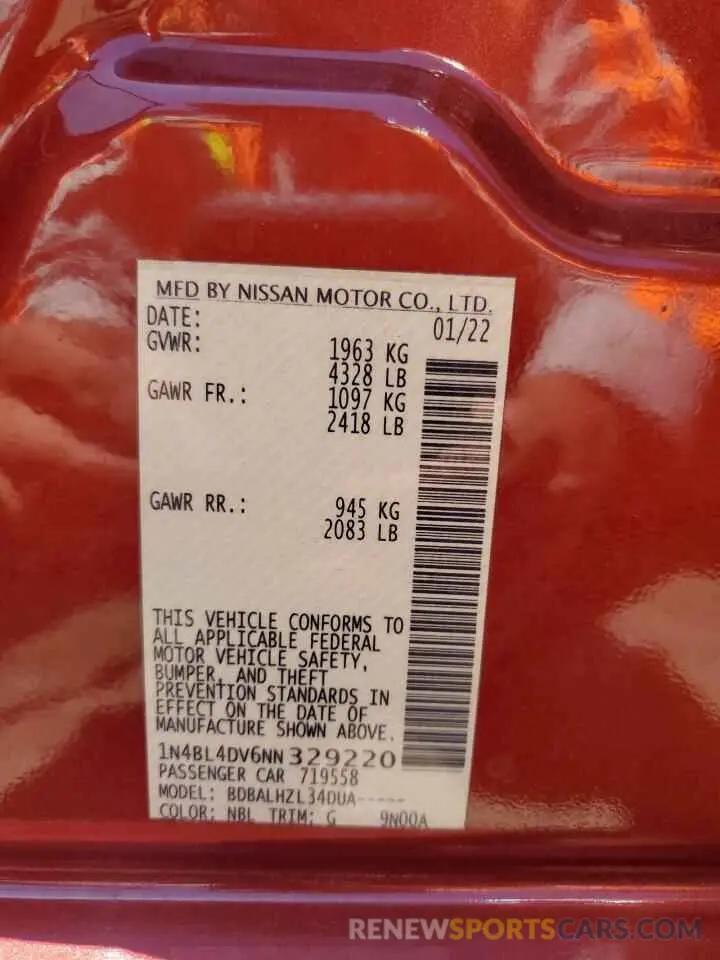 MFD BY NISSAN MOTOR CO., LTD.
DATE: 01/22
GVWR: 1963 KG
4328 LB
GAWR FR.: 1097 KG
2418 LB
GAWR RR.: 945 KG
2083 LB
THIS VEHICLE CONFORMS TO
ALL APPLICABLE FEDERAL
MOTOR VEHICLE SAFETY,
BUMPER, AND THEFT
PREVENTION STANDARDS IN
EFFECT ON THE DATE OF
MANUFACTURE SHOWN ABOVE.
1N4BL4DV6NN329220
PASSENGER CAR 719558
MODEL: BDBALHZL34DUA-----
COLOR: NBL TRIM: G 9N00A
RENEWSPORTSCARS.COM